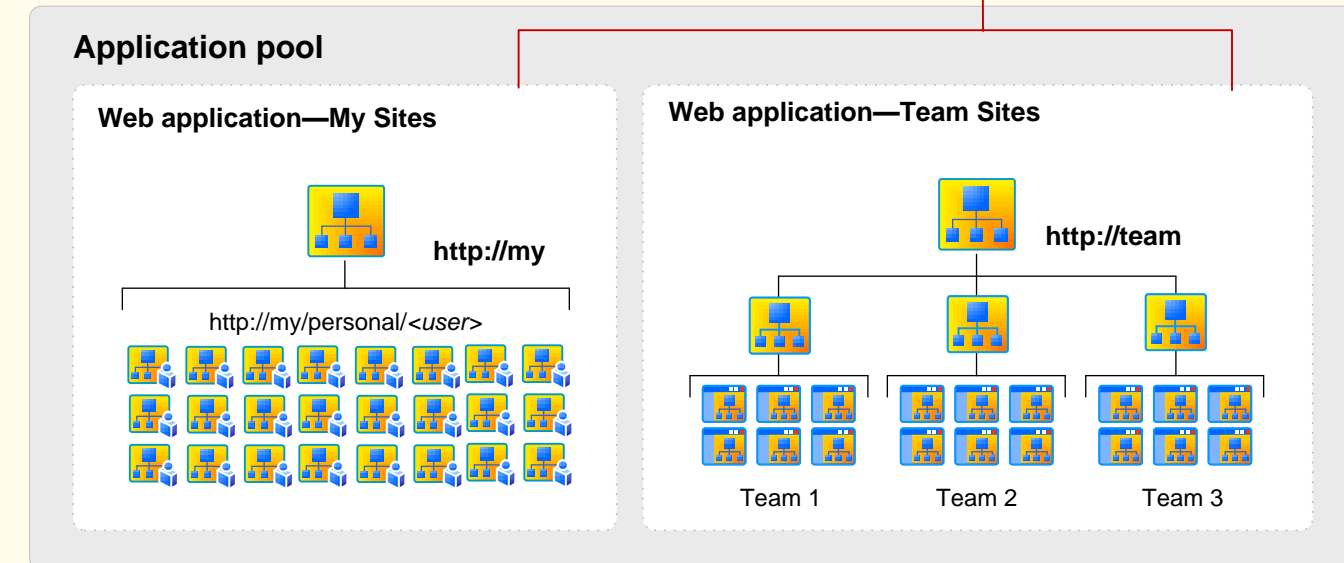 Application pool
Web application—My Sites
http://my
http://my/personal/<user>
Web application—Team Sites
http://team
Team 1
Team 2
Team 3